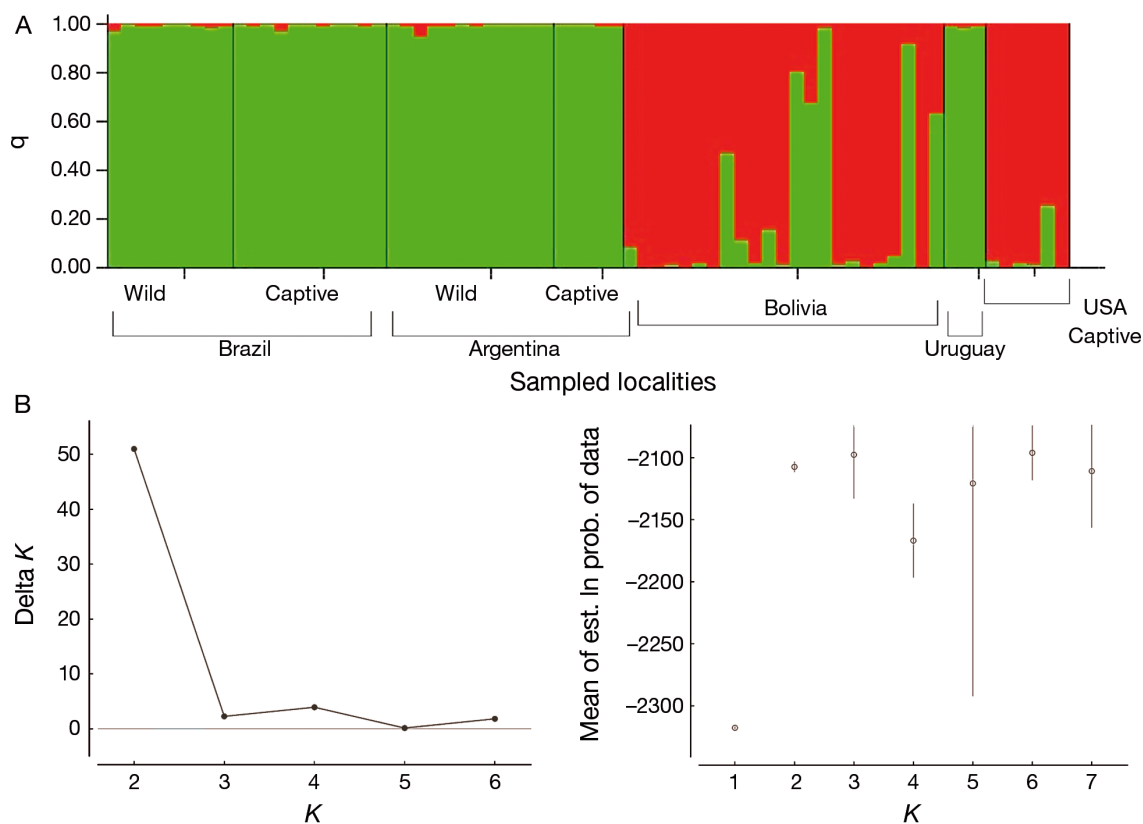 A
1.00
0.80
0.60
0.40
0.20
0.00
q
Wild Captive Wild Captive
Bolivia
USA
Captive
Brazil Argentina Uruguay
Sampled localities
B
50
40
30
20
10
0
Delta K
2 3 4 5 6
K
−2100
−2150
−2200
−2250
−2300
Mean of est. ln prob. of data
1 2 3 4 5 6 7
K